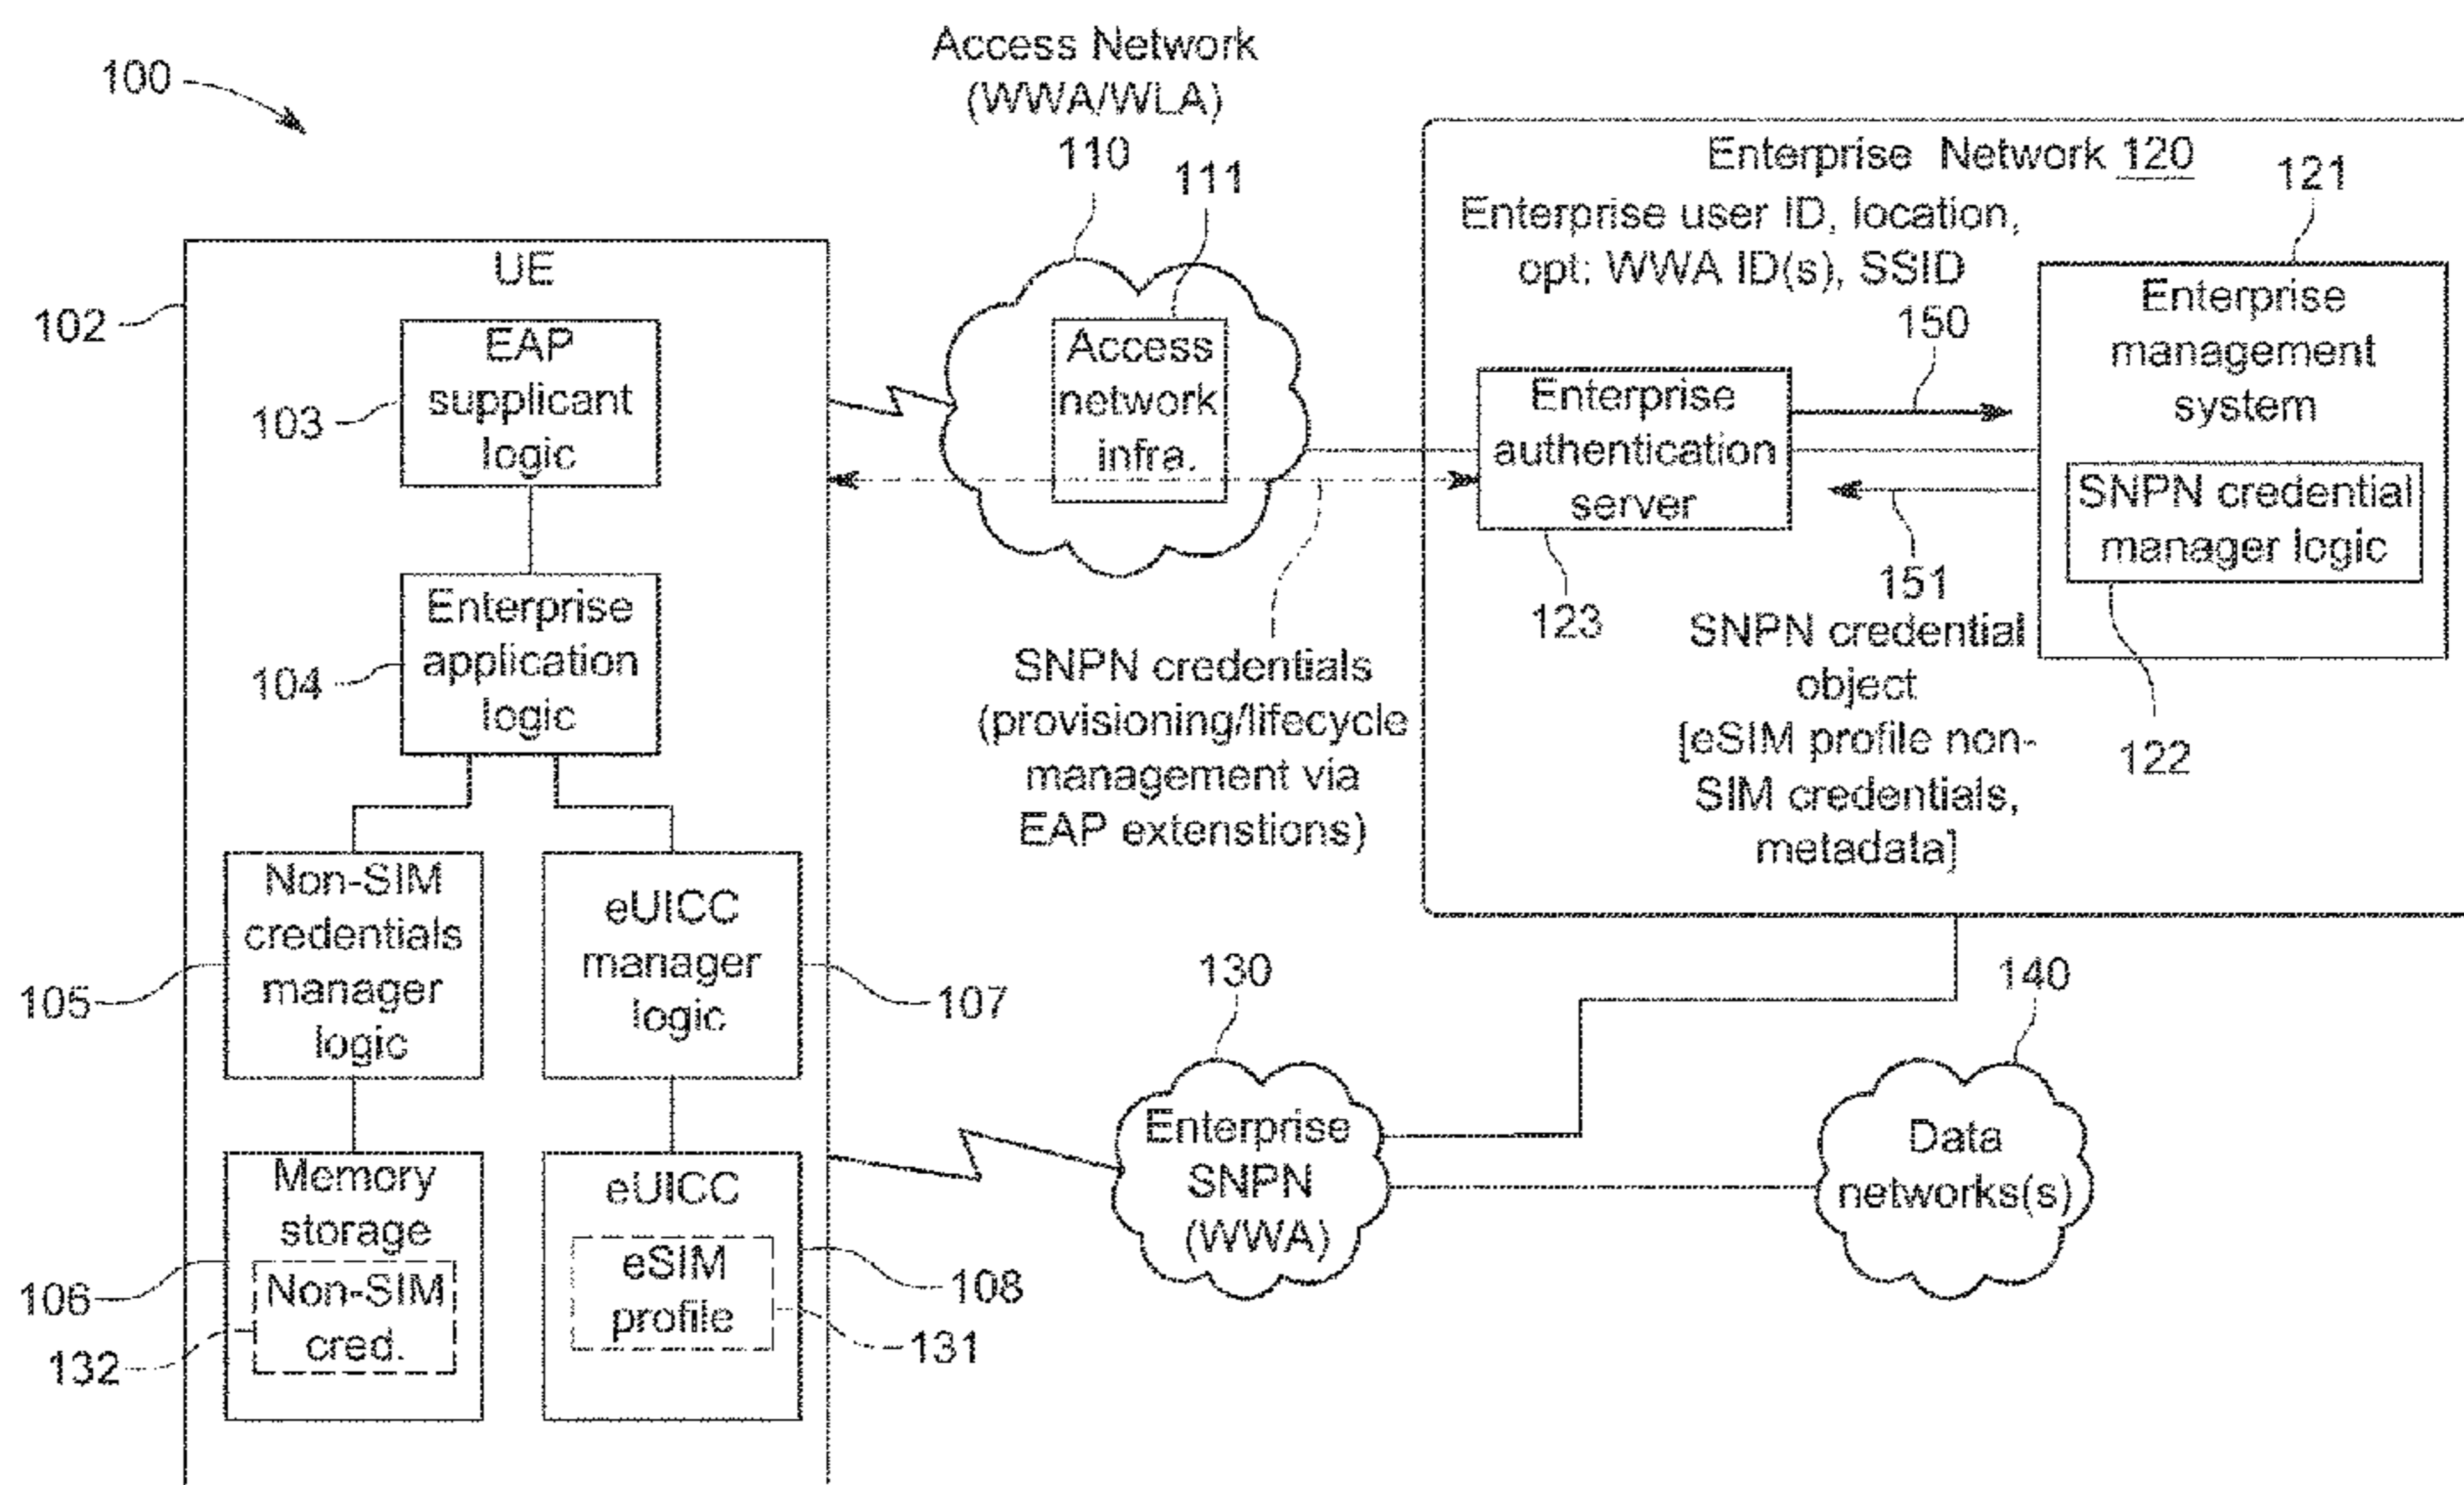 100
Access Network
(WWA/WLA)
110
111
Enterprise Network 120
121
Enterprise user ID, location,
opt: WWA ID(s), SSID
150
UE
102
EAP
supplicant
logic
103
Access
network
infra.
Enterprise
authentication
server
123
Enterprise
management
system
SNPN credential
manager logic
122
151
SNPN credential
object
[eSIM profile non-
SIM credentials,
metadata]
SNPN credentials
(provisioning/lifecycle
management via
EAP extenstions)
Enterprise
application
logic
104
Non-SIM
credentials
manager
logic
105
eUICC
manager
logic
107
130
140
Enterprise
SNPN
(WWA)
Data
networks(s)
Memory
storage
106
Non-SIM
cred.
132
eUICC
108
eSIM
profile
131